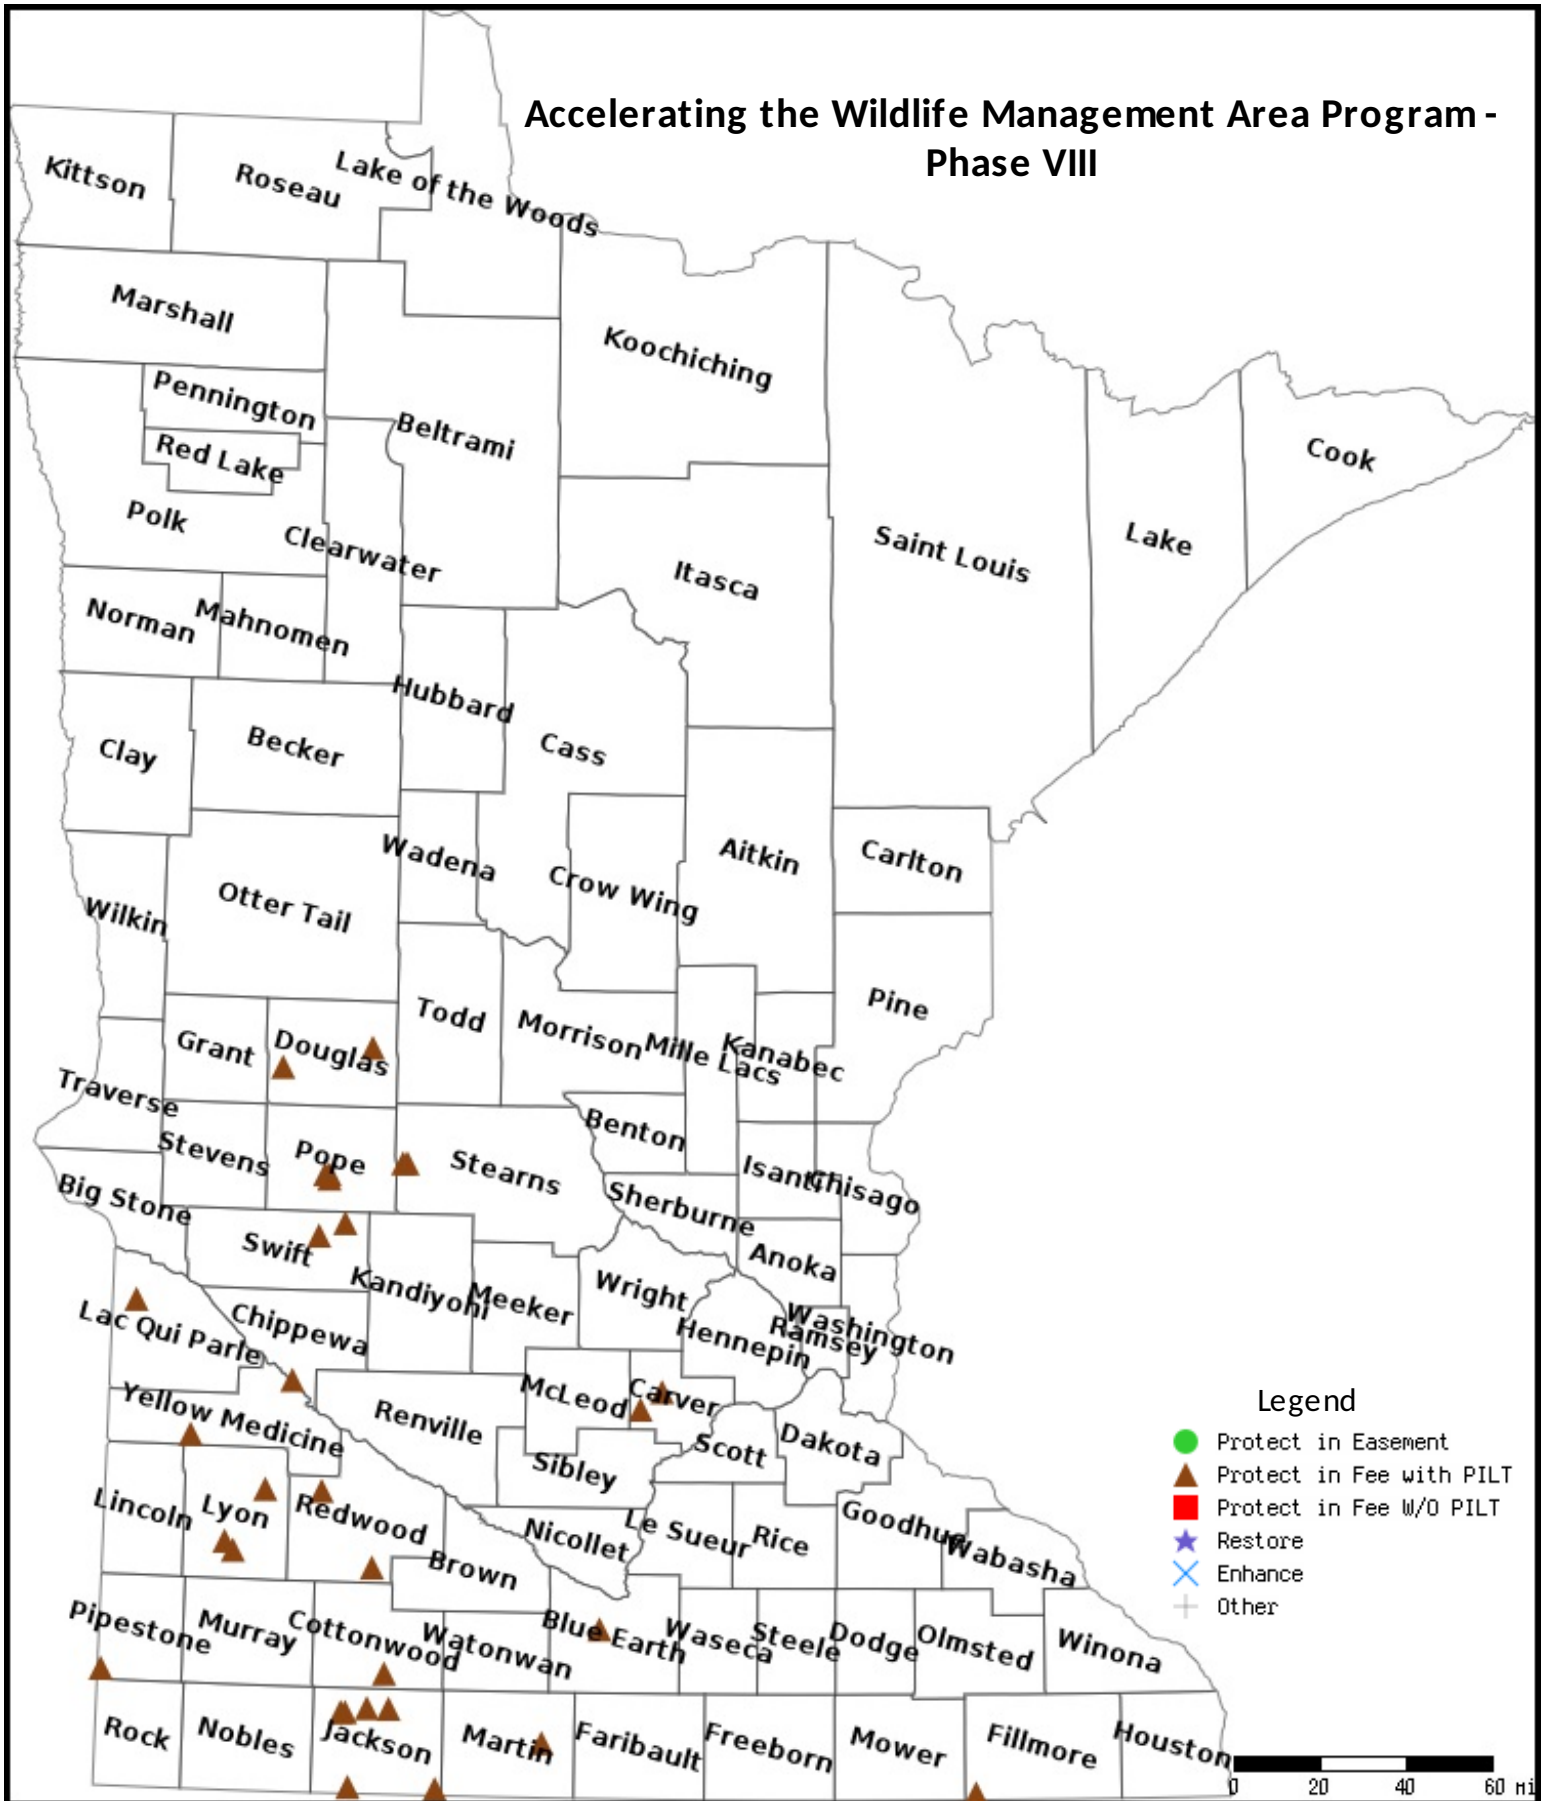 Accelerating the Wildlife Management Area Program -
Phase VIII
Kittson
Roseau
Lake of the Woods
Marshall
Koochiching
Pennington
Beltrami
Red Lake
Cook
Polk
Clearwater
Saint Louis
Lake
Itasca
Norman
Mahnomen
Hubbard
Becker
Clay
Cass
Wadena
Aitkin
Carlton
Crow Wing
Otter Tail
Wilkin
Pine
Todd
Morrison
Grant
Douglas
Mille Lacs
Kanabec
Traverse
Stevens
Pope
Stearns
Benton
Isanti
Chisago
Big Stone
Sherburne
Swift
Anoka
Kandiyohi
Meeker
Wright
Lac Qui Parle
Chippewa
Hennepin
Ramsey
Washington
McLeod
Carver
Yellow Medicine
Renville
Scott
Dakota
Sibley
Lincoln
Lyon
Redwood
Nicollet
Le Sueur
Rice
Goodhue
Wabasha
Brown
Pipestone
Murray
Cottonwood
Watonwan
Blue Earth
Waseca
Steele
Dodge
Olmsted
Winona
Rock
Nobles
Jackson
Martin
Faribault
Freeborn
Mower
Fillmore
Houston
Legend
Protect in Easement
Protect in Fee with PILT
Protect in Fee W/O PILT
Restore
Enhance
Other
0 20 40 60 mi